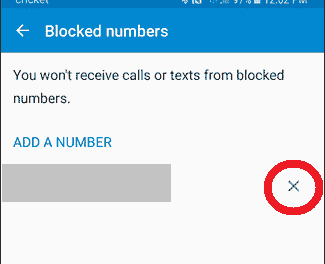 cricket 97% 12:02 PM
Blocked numbers
You won't receive calls or texts from blocked
numbers.
ADD A NUMBER